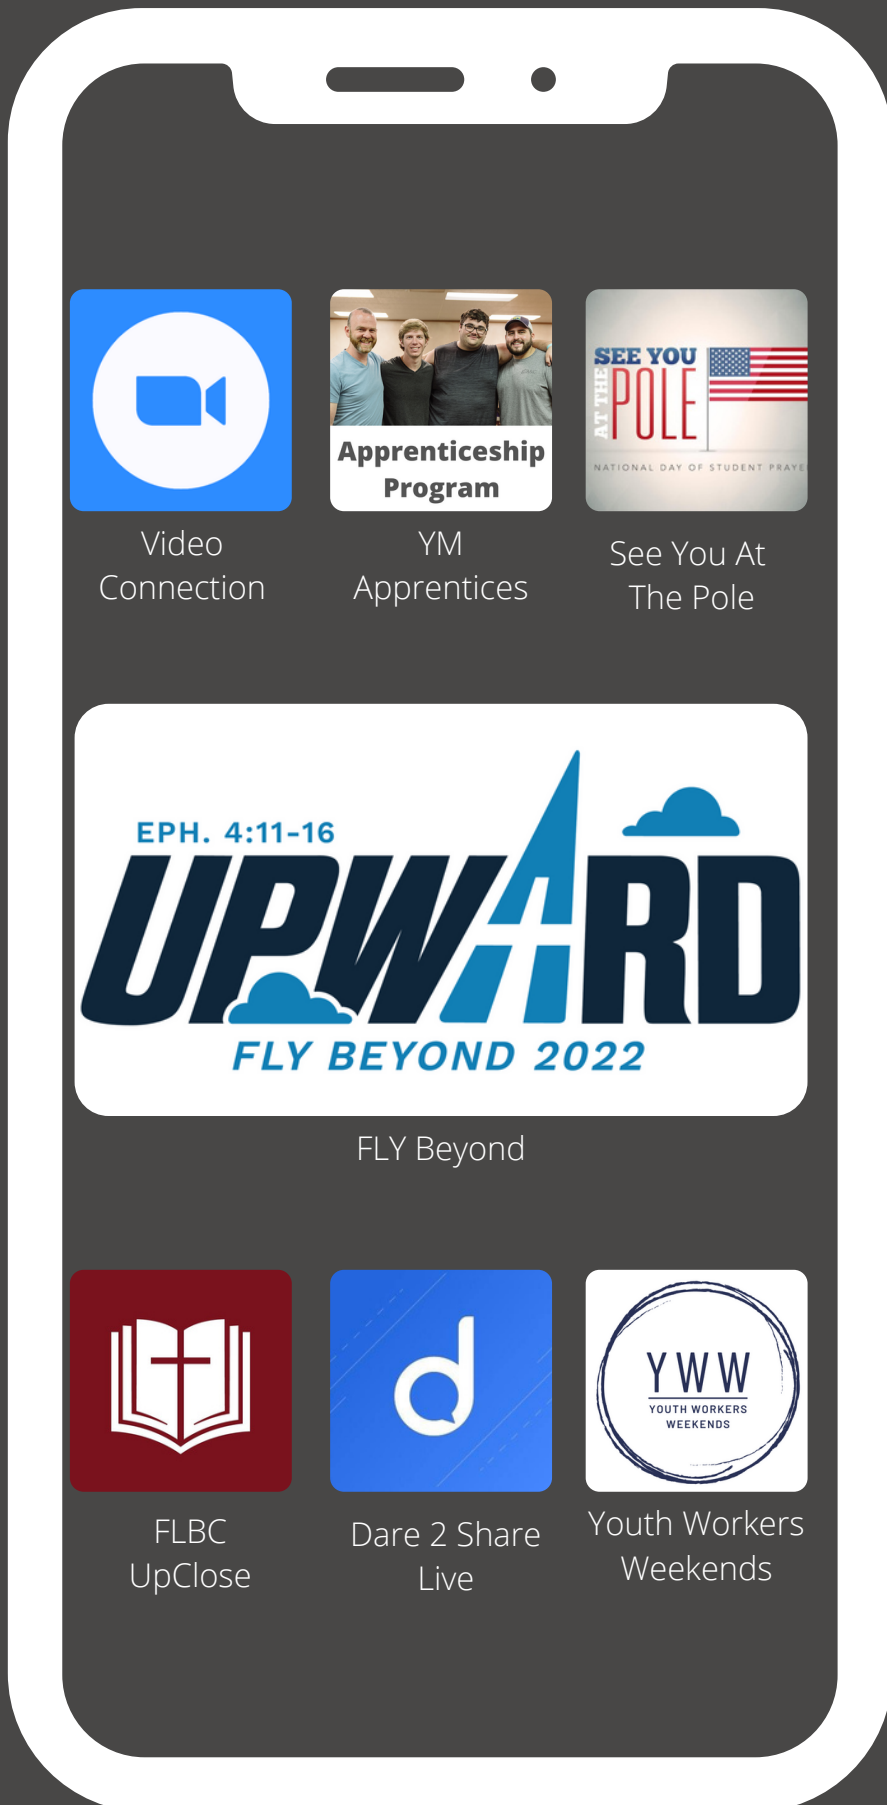 Apprenticeship
Program
SEE YOU
AT THE
POLE
NATIONAL DAY OF STUDENT PRAYE
Video
Connection
YM
Apprentices
See You At
The Pole
EPH. 4:11-16
UPWARD
FLY BEYOND 2022
FLY Beyond
YWW
YOUTH WORKERS
WEEKENDS
FLBC
UpClose
Dare 2 Share
Live
Youth Workers
Weekends